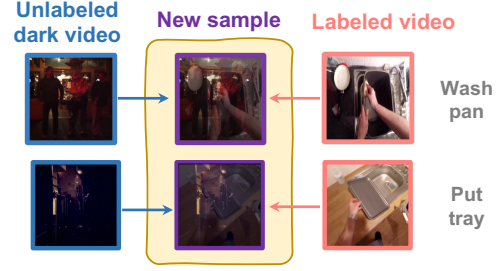 Unlabeled
dark video
New sample
Labeled video
Wash
pan
Put
tray